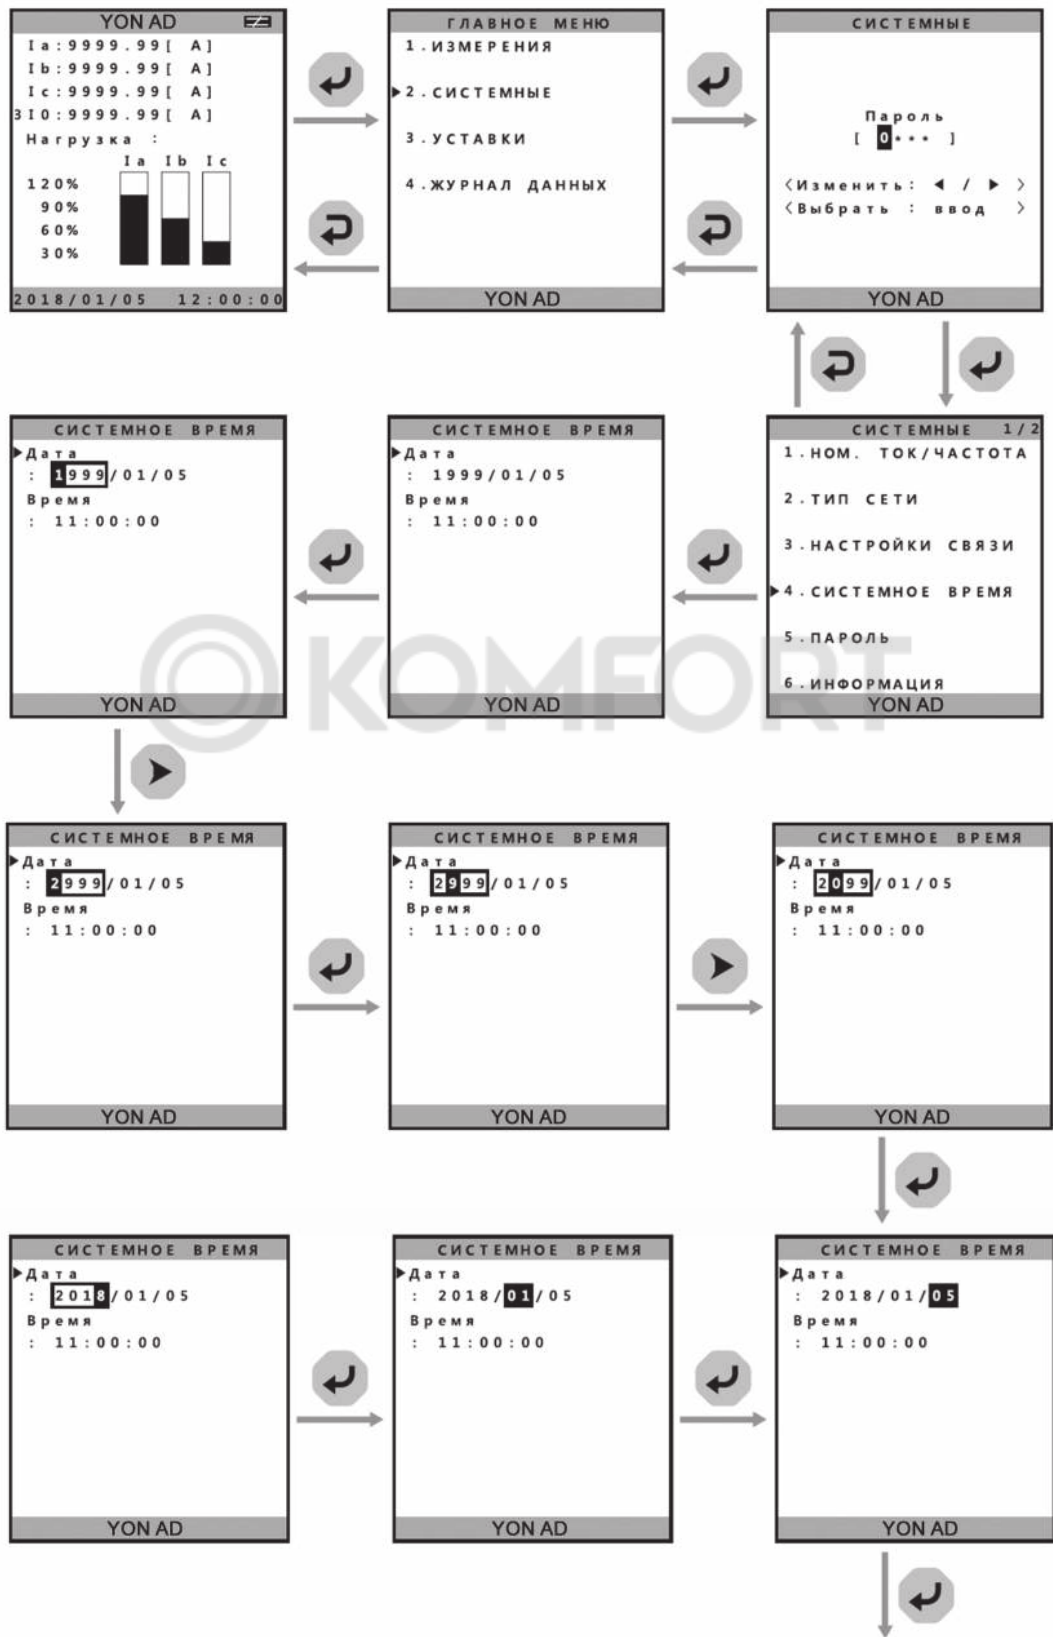 YON AD
Ia:9999.99[ A]
Ib:9999.99[ A]
Ic:9999.99[ A]
3I0:9999.99[ A]
Нагрузка :
Ia Ib Ic
120%
90%
60%
30%
2018/01/05 12:00:00
ГЛАВНОЕ МЕНЮ
1.ИЗМЕРЕНИЯ
▶2.СИСТЕМНЫЕ
3.УСТАВКИ
4.ЖУРНАЛ ДАННЫХ
YON AD
СИСТЕМНЫЕ
Пароль
[ 0*** ]
<Изменить: ◀ / ▶ >
<Выбрать : ввод >
YON AD
СИСТЕМНОЕ ВРЕМЯ
▶Дата
: 1999/01/05
Время
: 11:00:00
YON AD
СИСТЕМНОЕ ВРЕМЯ
▶Дата
: 1999/01/05
Время
: 11:00:00
YON AD
СИСТЕМНЫЕ 1/2
1.НОМ. ТОК/ЧАСТОТА
2.ТИП СЕТИ
3.НАСТРОЙКИ СВЯЗИ
▶4.СИСТЕМНОЕ ВРЕМЯ
5.ПАРОЛЬ
6.ИНФОРМАЦИЯ
YON AD
KOMFORT
СИСТЕМНОЕ ВРЕМЯ
▶Дата
: 2999/01/05
Время
: 11:00:00
YON AD
СИСТЕМНОЕ ВРЕМЯ
▶Дата
: 2999/01/05
Время
: 11:00:00
YON AD
СИСТЕМНОЕ ВРЕМЯ
▶Дата
: 2099/01/05
Время
: 11:00:00
YON AD
СИСТЕМНОЕ ВРЕМЯ
▶Дата
: 2018/01/05
Время
: 11:00:00
YON AD
СИСТЕМНОЕ ВРЕМЯ
▶Дата
: 2018/01/05
Время
: 11:00:00
YON AD
СИСТЕМНОЕ ВРЕМЯ
▶Дата
: 2018/01/05
Время
: 11:00:00
YON AD